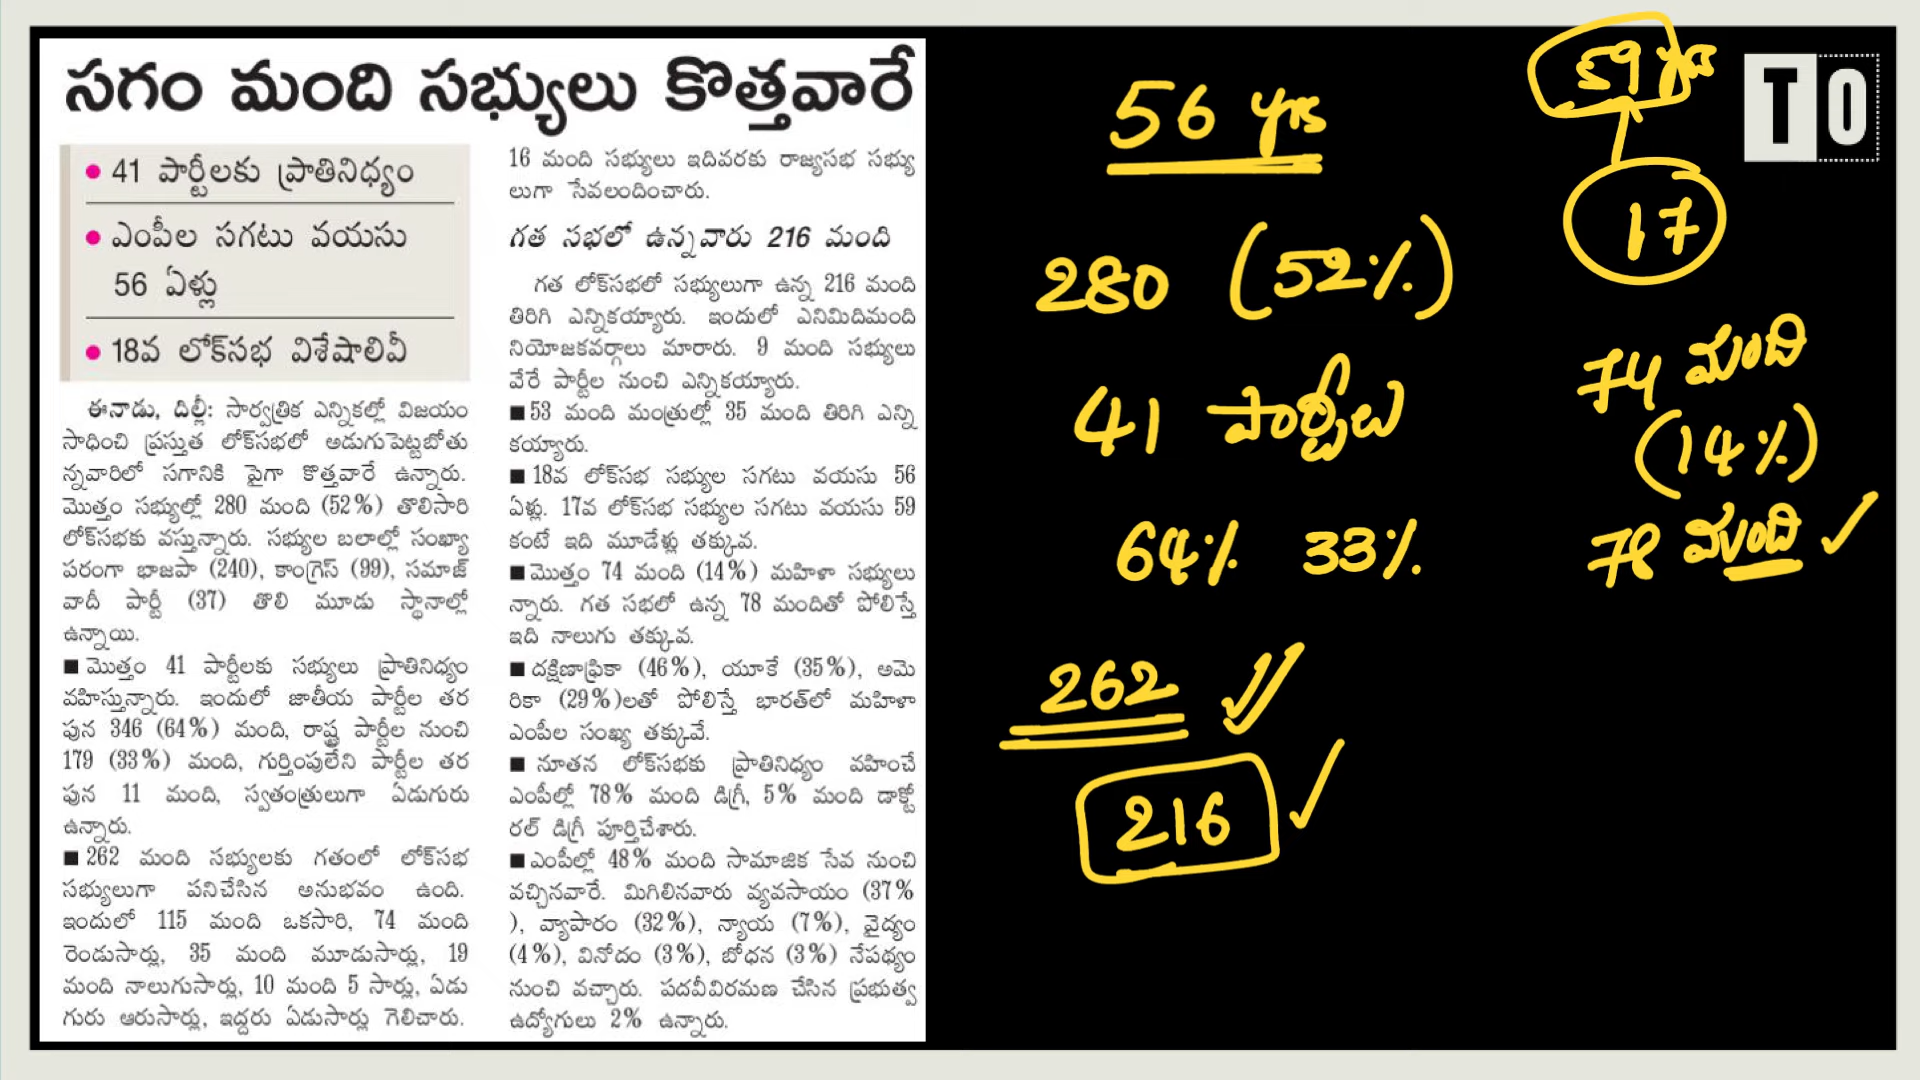 సగం మంది సభ్యులు కొత్తవారే
• 41 పార్టీలకు ప్రాతినిధ్యం
• ఎంపీల సగటు వయసు
56 ఏళ్లు
• 18వ లోక్‌సభ విశేషాలివీ
ఈనాడు, దిల్లీ: సార్వత్రిక ఎన్నికల్లో విజయం
సాధించి ప్రస్తుత లోక్‌సభలో అడుగుపెట్టబోతు
న్నవారిలో సగానికి పైగా కొత్తవారే ఉన్నారు.
మొత్తం సభ్యుల్లో 280 మంది (52%) తొలిసారి
లోక్‌సభకు వస్తున్నారు. సభ్యుల బలాల్లో సంఖ్యా
పరంగా భాజపా (240), కాంగ్రెస్ (99), సమాజ్
వాదీ పార్టీ (37) తొలి మూడు స్థానాల్లో
ఉన్నాయి.
■ మొత్తం 41 పార్టీలకు సభ్యులు ప్రాతినిధ్యం
వహిస్తున్నారు. ఇందులో జాతీయ పార్టీల తర
ఫున 346 (64%) మంది, రాష్ట్ర పార్టీల నుంచి
179 (33%) మంది, గుర్తింపులేని పార్టీల తర
ఫున 11 మంది, స్వతంత్రులుగా ఏడుగురు
ఉన్నారు.
■ 262 మంది సభ్యులకు గతంలో లోక్‌సభ
సభ్యులుగా పనిచేసిన అనుభవం ఉంది.
ఇందులో 115 మంది ఒకసారి, 74 మంది
రెండుసార్లు, 35 మంది మూడుసార్లు, 19
మంది నాలుగుసార్లు, 10 మంది 5 సార్లు, ఏడు
గురు ఆరుసార్లు, ఇద్దరు ఏడుసార్లు గెలిచారు.
16 మంది సభ్యులు ఇదివరకు రాజ్యసభ సభ్యు
లుగా సేవలందించారు.
గత సభలో ఉన్నవారు 216 మంది
గత లోక్‌సభలో సభ్యులుగా ఉన్న 216 మంది
తిరిగి ఎన్నికయ్యారు. ఇందులో ఎనిమిదిమంది
నియోజకవర్గాలు మారారు. 9 మంది సభ్యులు
వేరే పార్టీల నుంచి ఎన్నికయ్యారు.
■ 53 మంది మంత్రుల్లో 35 మంది తిరిగి ఎన్ని
కయ్యారు.
■ 18వ లోక్‌సభ సభ్యుల సగటు వయసు 56
ఏళ్లు. 17వ లోక్‌సభ సభ్యుల సగటు వయసు 59
కంటే ఇది మూడేళ్లు తక్కువ.
■ మొత్తం 74 మంది (14%) మహిళా సభ్యులు
న్నారు. గత సభలో ఉన్న 78 మందితో పోలిస్తే
ఇది నాలుగు తక్కువ.
■ దక్షిణాఫ్రికా (46%), యూకే (35%), అమె
రికా (29%)లతో పోలిస్తే భారత్‌లో మహిళా
ఎంపీల సంఖ్య తక్కువే.
■ నూతన లోక్‌సభకు ప్రాతినిధ్యం వహించే
ఎంపీల్లో 78% మంది డిగ్రీ, 5% మంది డాక్టో
రల్ డిగ్రీ పూర్తిచేశారు.
■ ఎంపీల్లో 48% మంది సామాజిక సేవ నుంచి
వచ్చినవారే. మిగిలినవారు వ్యవసాయం (37%
), వ్యాపారం (32%), న్యాయ (7%), వైద్యం
(4%), వినోదం (3%), బోధన (3%) నేపథ్యం
నుంచి వచ్చారు. పదవీవిరమణ చేసిన ప్రభుత్వ
ఉద్యోగులు 2% ఉన్నారు.
56 yrs
280 (52%)
41 పార్టీలు
64% 33%
262
216
59 yrs
17
74 మంది
(14%)
78 మంది
TO